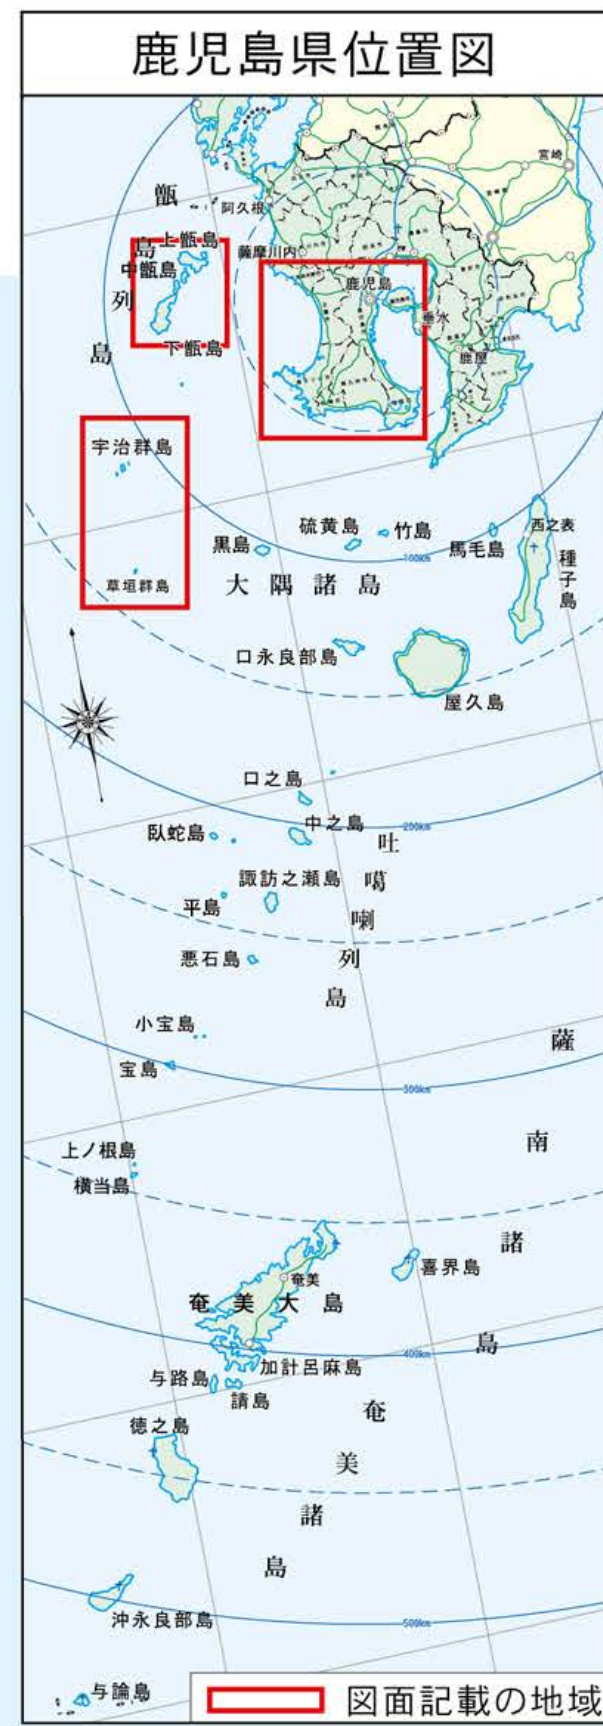 鹿児島県位置図
宮崎
甑島列島
阿久根
上甑島
中甑島
下甑島
薩摩川内
鹿児島
垂水
鹿屋
宇治群島
草垣群島
硫黄島
竹島
黒島
馬毛島
西之表
種子島
100km
大隅諸島
口永良部島
屋久島
口之島
中之島
臥蛇島
200km
諏訪之瀬島
平島
吐噶喇列島
悪石島
小宝島
宝島
300km
薩南諸島
上ノ根島
横当島
喜界島
奄美
奄美大島
400km
加計呂麻島
与路島
請島
徳之島
奄美諸島
沖永良部島
500km
与論島
図面記載の地域